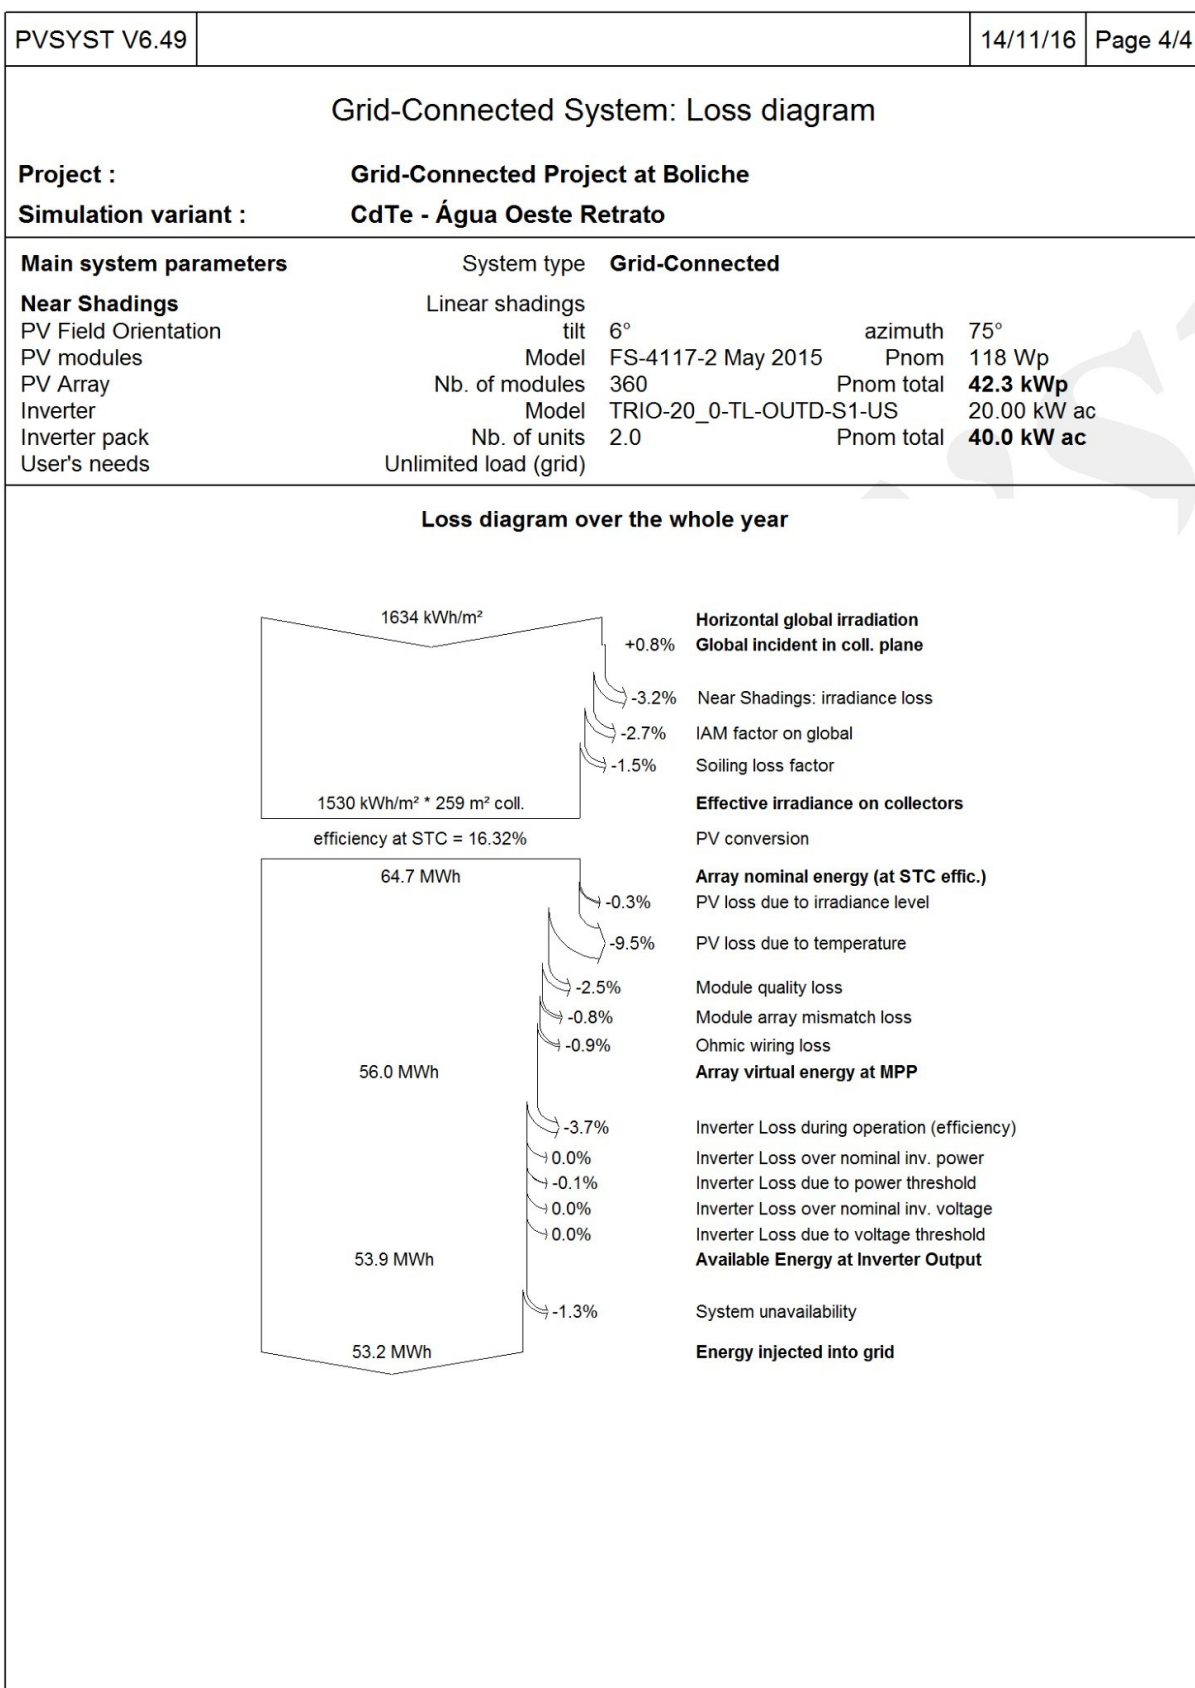 PVSYST V6.49 14/11/16 Page 4/4
Grid-Connected System: Loss diagram
Project : Grid-Connected Project at Boliche
Simulation variant : CdTe - Água Oeste Retrato
Main system parameters System type Grid-Connected
Near Shadings Linear shadings
PV Field Orientation tilt 6° azimuth 75°
PV modules Model FS-4117-2 May 2015 Pnom 118 Wp
PV Array Nb. of modules 360 Pnom total 42.3 kWp
Inverter Model TRIO-20_0-TL-OUTD-S1-US 20.00 kW ac
Inverter pack Nb. of units 2.0 Pnom total 40.0 kW ac
User's needs Unlimited load (grid)
Loss diagram over the whole year
1634 kWh/m² Horizontal global irradiation
+0.8% Global incident in coll. plane
-3.2% Near Shadings: irradiance loss
-2.7% IAM factor on global
-1.5% Soiling loss factor
1530 kWh/m² * 259 m² coll. Effective irradiance on collectors
efficiency at STC = 16.32% PV conversion
64.7 MWh Array nominal energy (at STC effic.)
-0.3% PV loss due to irradiance level
-9.5% PV loss due to temperature
-2.5% Module quality loss
-0.8% Module array mismatch loss
-0.9% Ohmic wiring loss
56.0 MWh Array virtual energy at MPP
-3.7% Inverter Loss during operation (efficiency)
0.0% Inverter Loss over nominal inv. power
-0.1% Inverter Loss due to power threshold
0.0% Inverter Loss over nominal inv. voltage
0.0% Inverter Loss due to voltage threshold
53.9 MWh Available Energy at Inverter Output
-1.3% System unavailability
53.2 MWh Energy injected into grid